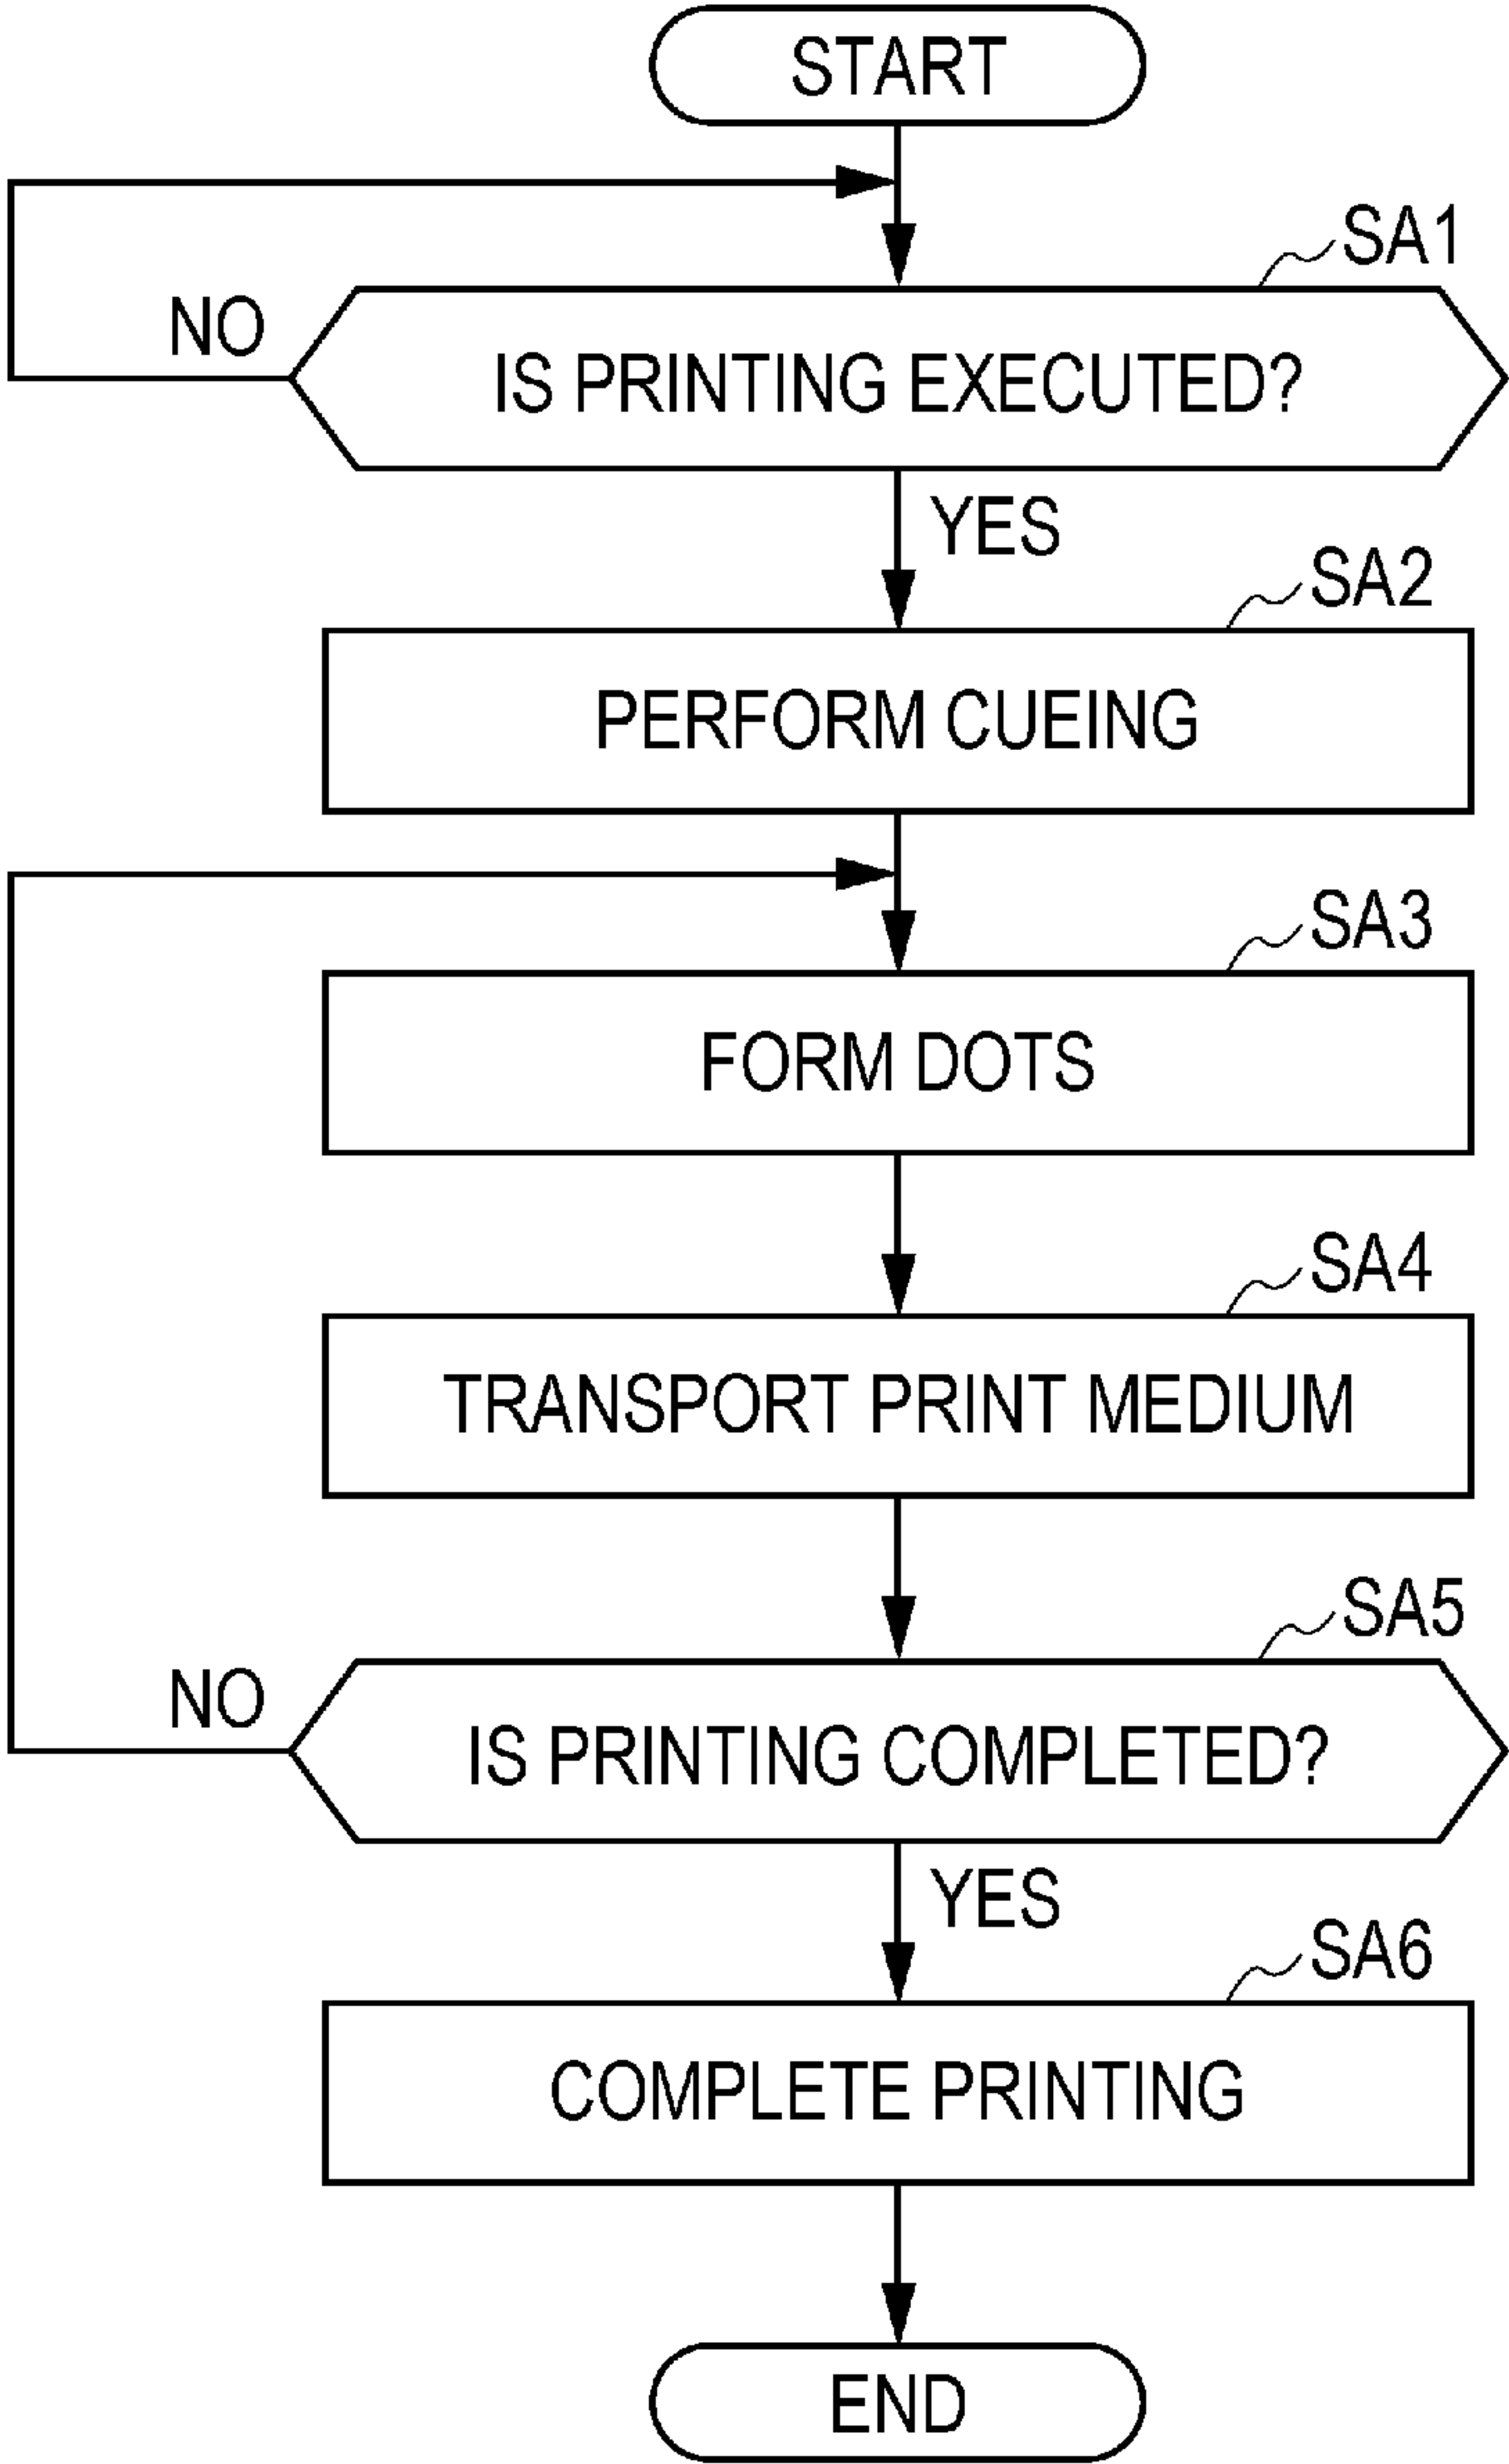 START
SA1
NO
IS PRINTING EXECUTED?
YES
SA2
PERFORM CUEING
SA3
FORM DOTS
SA4
TRANSPORT PRINT MEDIUM
SA5
NO
IS PRINTING COMPLETED?
YES
SA6
COMPLETE PRINTING
END